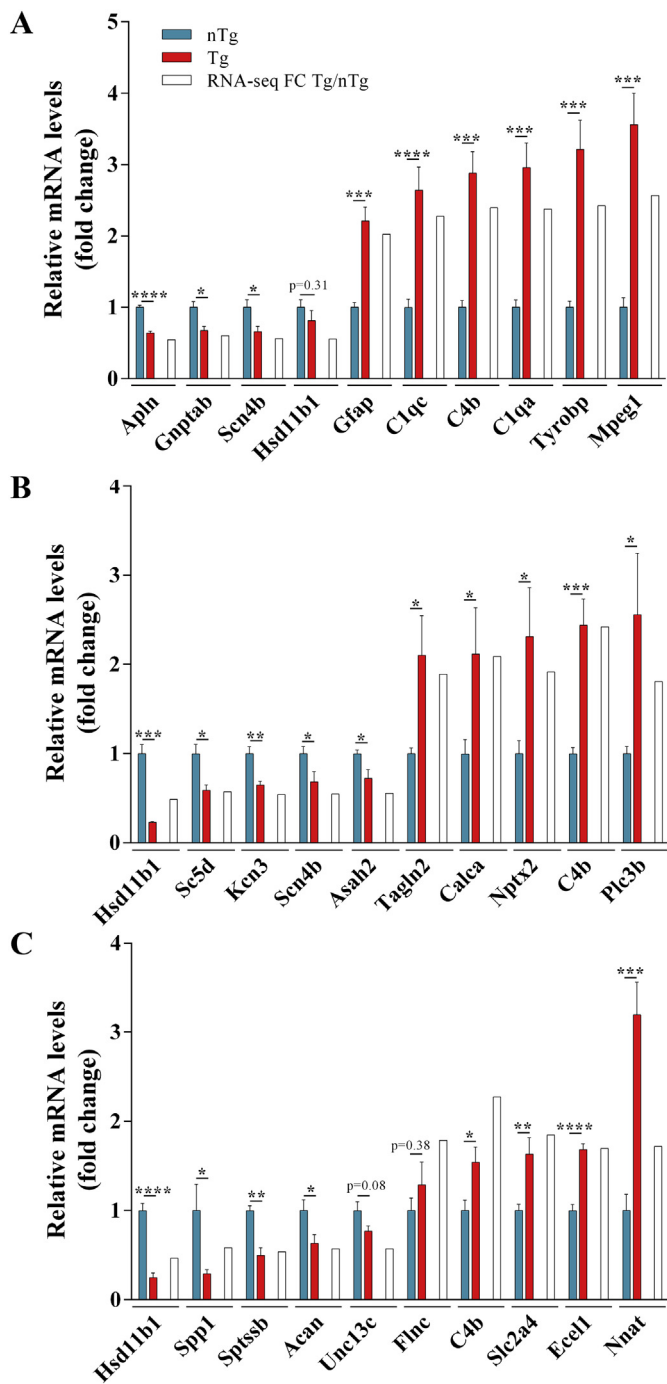 A
Relative mRNA levels
(fold change)
nTg
Tg
RNA-seq FC Tg/nTg
5
4
3
2
1
0
****
*
*
p=0.31
***
****
***
***
***
***
Apln
Gnptab
Scn4b
Hsd11b1
Gfap
C1qc
C4b
C1qa
Tyrobp
Mpeg1
B
Relative mRNA levels
(fold change)
4
3
2
1
0
***
*
**
*
*
*
*
*
***
*
Hsd11b1
Sc5d
Kcn3
Scn4b
Asah2
Tagln2
Calca
Nptx2
C4b
Plc3b
C
Relative mRNA levels
(fold change)
4
3
2
1
0
****
*
**
*
p=0.08
p=0.38
*
**
****
***
Hsd11b1
Spp1
Sptssb
Acan
Unc13c
Flnc
C4b
Slc2a4
Ecel1
Nnat